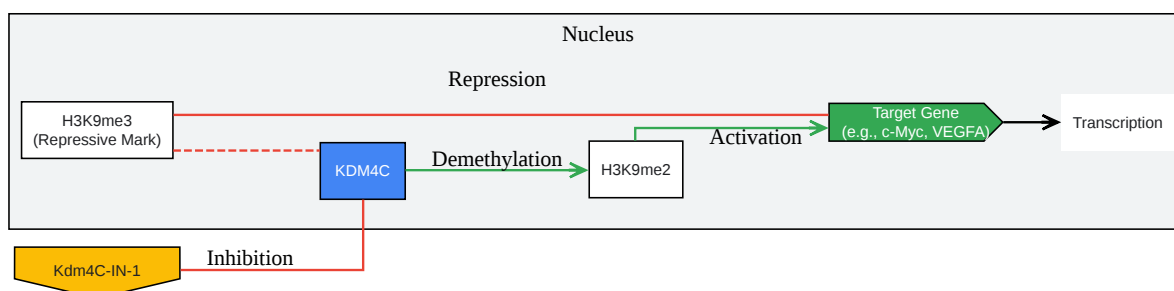 Nucleus
Repression
H3K9me3
(Repressive Mark)
Target Gene
(e.g., c-Myc, VEGFA)
Transcription
Activation
KDM4C
Demethylation
H3K9me2
Kdm4C-IN-1
Inhibition